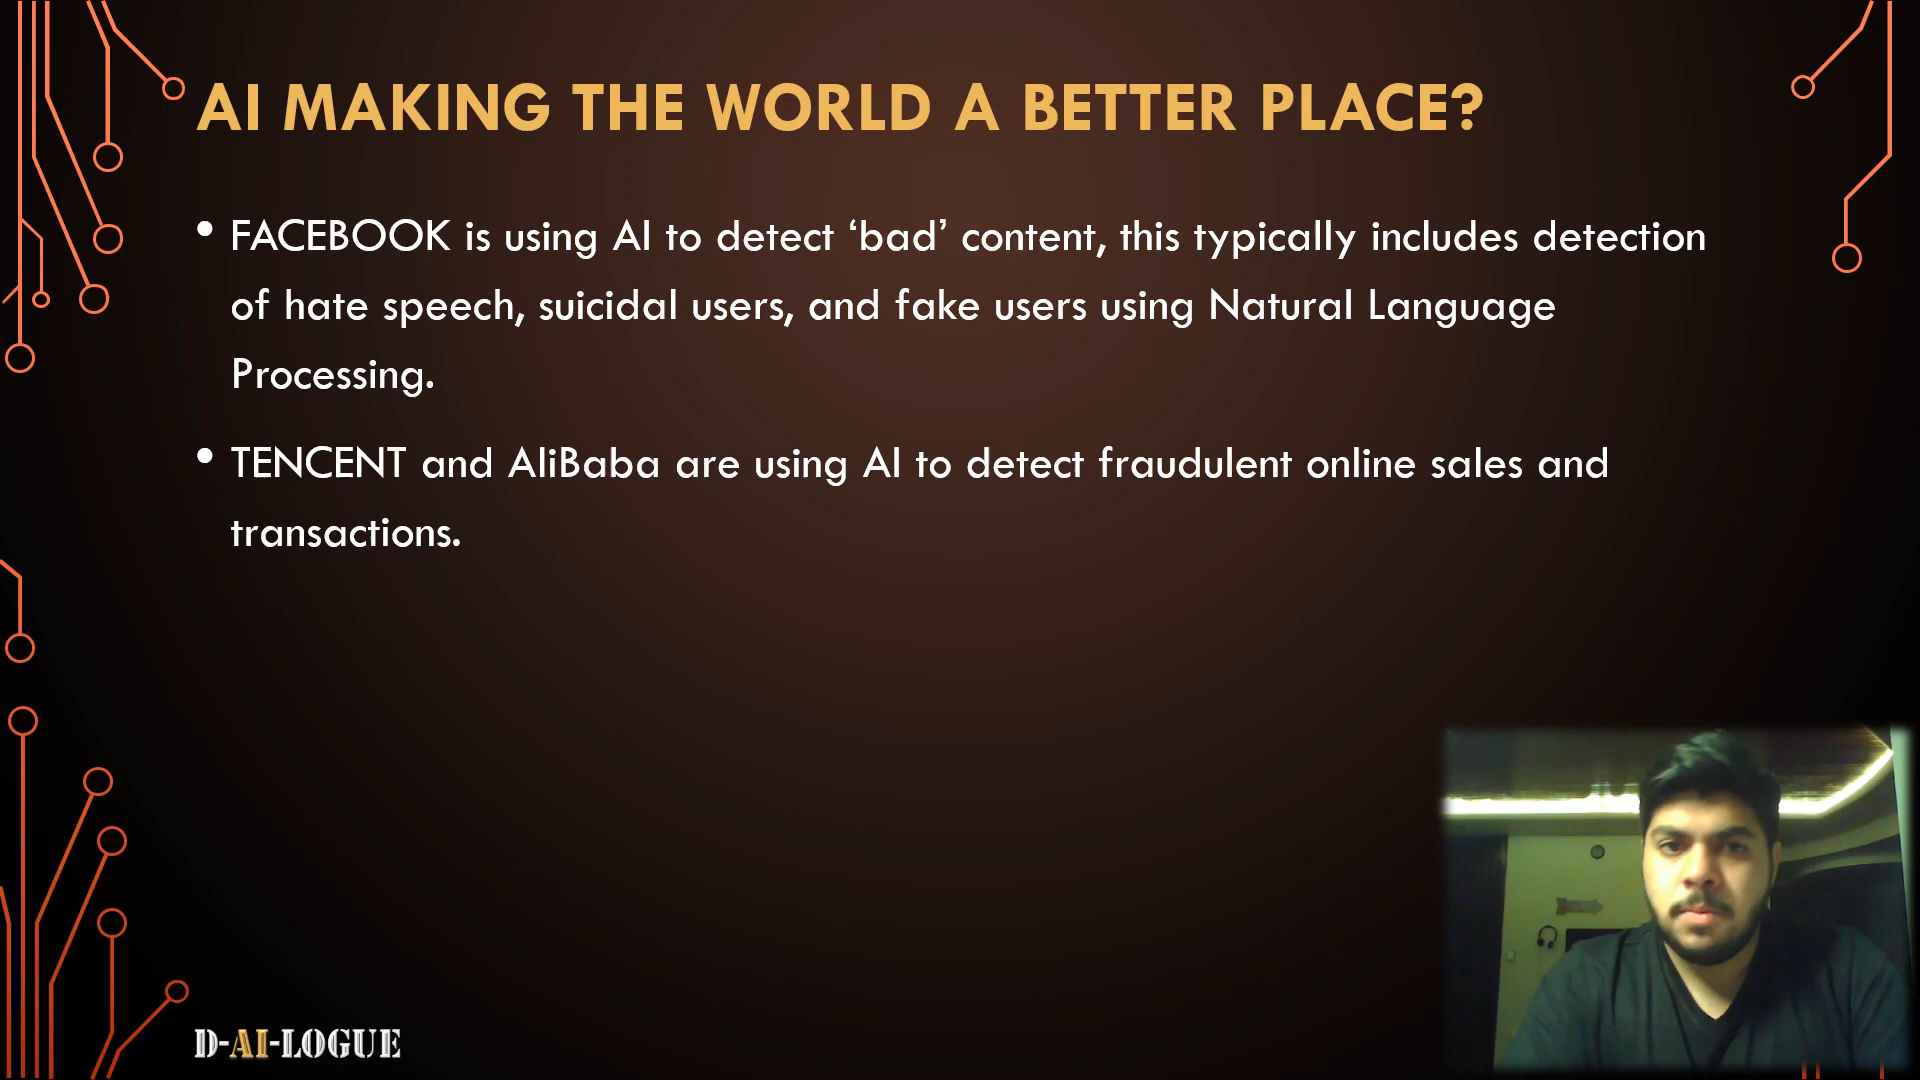 AI MAKING THE WORLD A BETTER PLACE?
• FACEBOOK is using AI to detect ‘bad’ content, this typically includes detection
of hate speech, suicidal users, and fake users using Natural Language
Processing.
• TENCENT and AliBaba are using AI to detect fraudulent online sales and
transactions.
D-AI-LOGUE